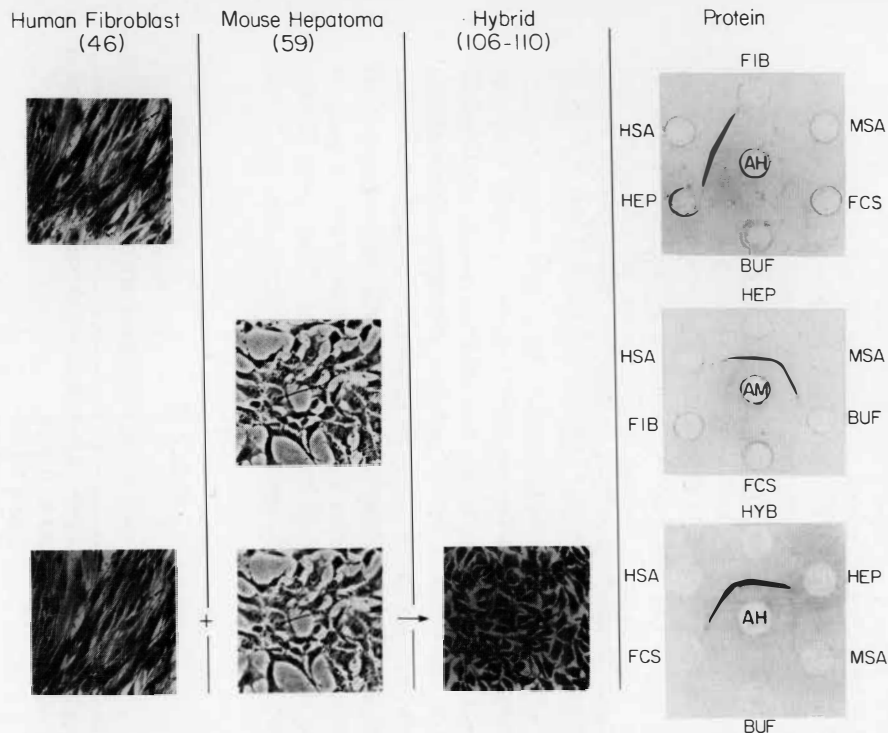 Human Fibroblast
(46)
Mouse Hepatoma
(59)
Hybrid
(106-110)
Protein
FIB
HSA
MSA
AH
HEP
FCS
BUF
HEP
HSA
MSA
AM
FIB
BUF
FCS
HYB
HSA
HEP
AH
FCS
MSA
BUF
+